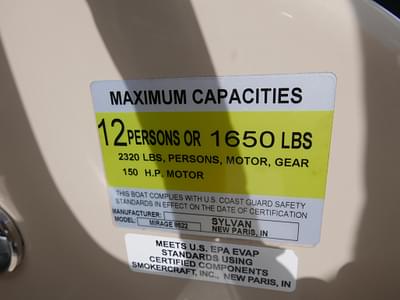 MAXIMUM CAPACITIES
12 PERSONS OR 1650 LBS
2320 LBS, PERSONS, MOTOR, GEAR
150 H.P. MOTOR
THIS BOAT COMPLIES WITH U.S. COAST GUARD SAFETY
STANDARDS IN EFFECT ON THE DATE OF CERTIFICATION
MANUFACTURER: SYLVAN
MODEL: MIRAGE 8522 NEW PARIS, IN
MEETS U.S. EPA EVAP
STANDARDS USING
CERTIFIED COMPONENTS
SMOKERCRAFT, INC., NEW PARIS, IN